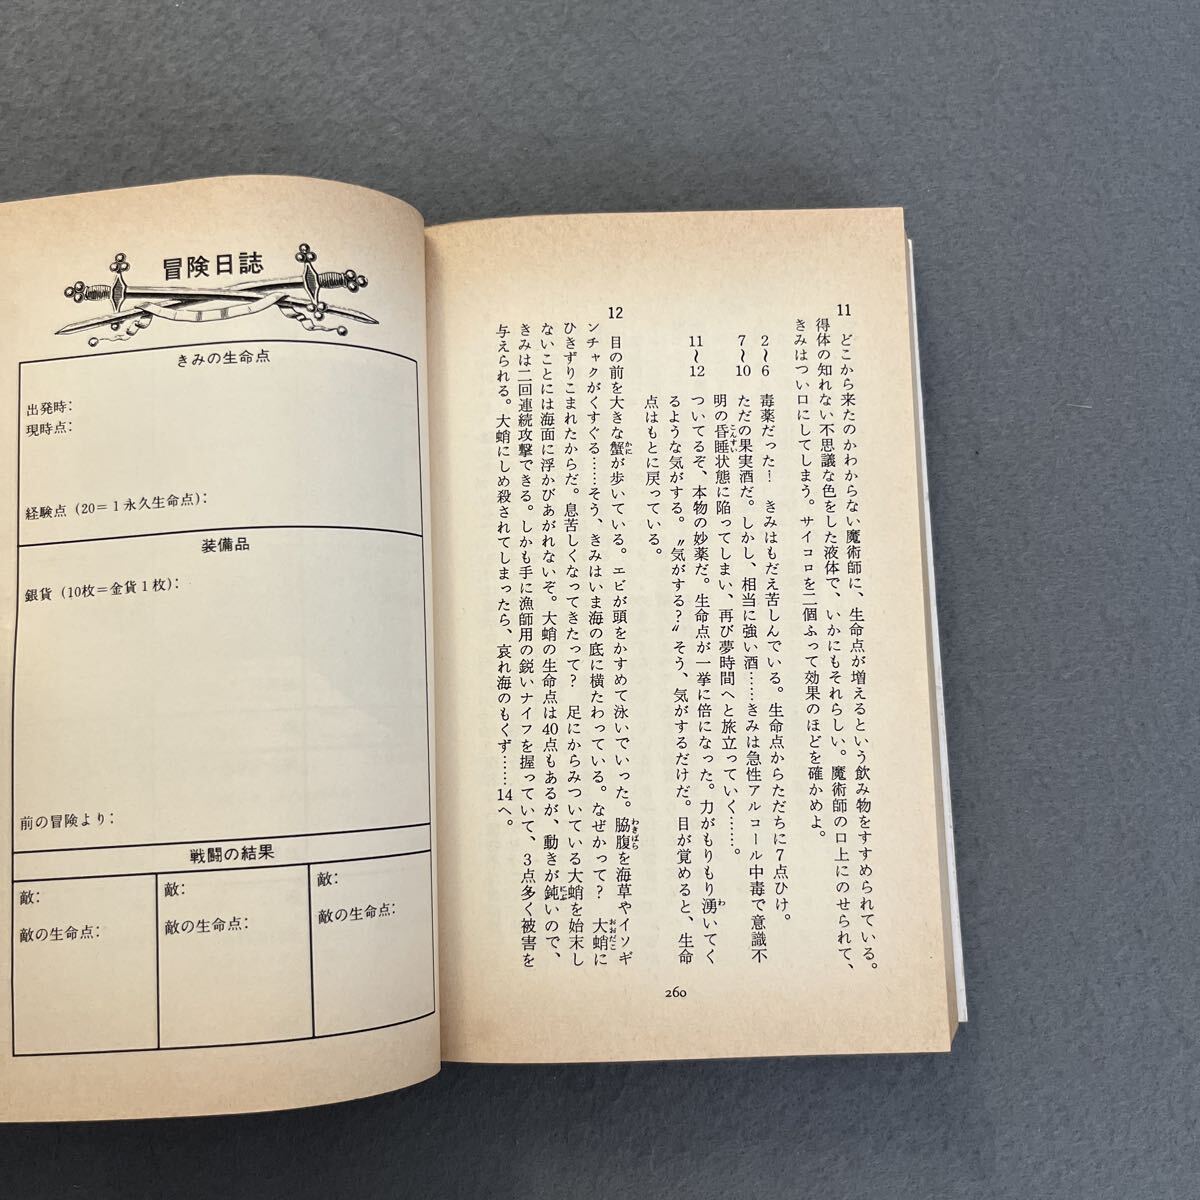 11
どこから来たのかわからない魔術師に、生命点が増えるという飲み物をすすめられている。
得体の知れない不思議な色をした液体で、いかにもそれらしい。魔術師の口上にのせられて、
きみはつい口にしてしまう。サイコロを二個ふって効果のほどを確かめよ。
2〜6 毒薬だった！ きみはもだえ苦しんでいる。生命点からただちに7点ひけ。
7〜10 ただの果実酒だ。しかし、相当に強い酒……きみは急性アルコール中毒で意識不
明の昏睡状態に陥ってしまい、再び夢時間へと旅立っていく……。
こんすい
11〜12 ついてるぞ、本物の妙薬だ。生命点が一挙に倍になった。力がもりもり湧いてく
わ
るような気がする。〝気がする？〟そう、気がするだけだ。目が覚めると、生命
点はもとに戻っている。
12
目の前を大きな蟹が歩いている。エビが頭をかすめて泳いでいった。脇腹を海草やイソギ
かに
わきばら
ンチャクがくすぐる……そう、きみはいま海の底に横たわっている。なぜかって？ 大蛸に
おおだこ
ひきずりこまれたからだ。息苦しくなってきたって？ 足にからみついている大蛸を始末し
ないことには海面に浮かびあがれないぞ。大蛸の生命点は40点もあるが、動きが鈍いので、
にぶ
きみは二回連続攻撃できる。しかも手に漁師用の鋭いナイフを握っていて、3点多く被害を
与えられる。大蛸にしめ殺されてしまったら、哀れ海のもくず……14へ。
260
冒険日誌
きみの生命点
出発時：
現時点：
経験点（20＝1永久生命点）：
装備品
銀貨（10枚＝金貨1枚）：
前の冒険より：
戦闘の結果
敵：
敵の生命点：
敵：
敵の生命点：
敵：
敵の生命点：